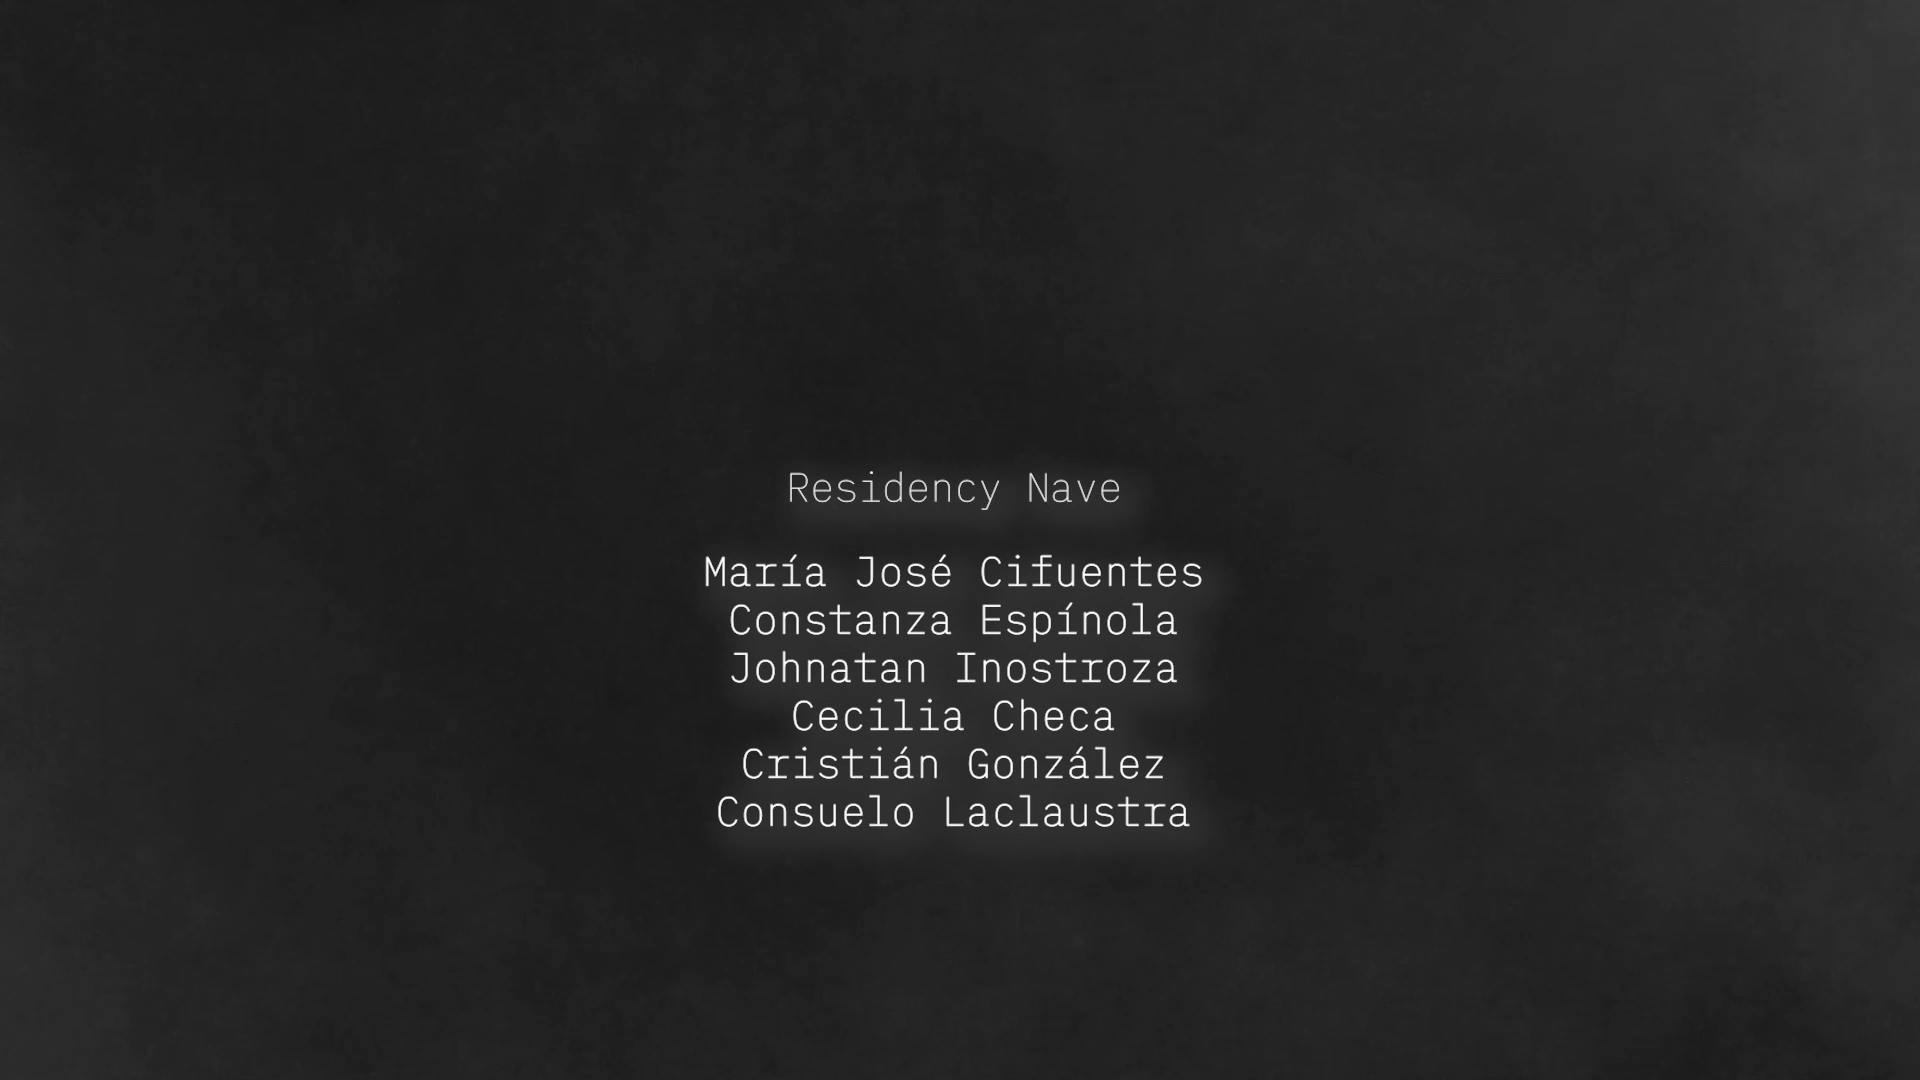 Residency Nave
María José Cifuentes
Constanza Espínola
Johnatan Inostroza
Cecilia Checa
Cristián González
Consuelo Laclaustra